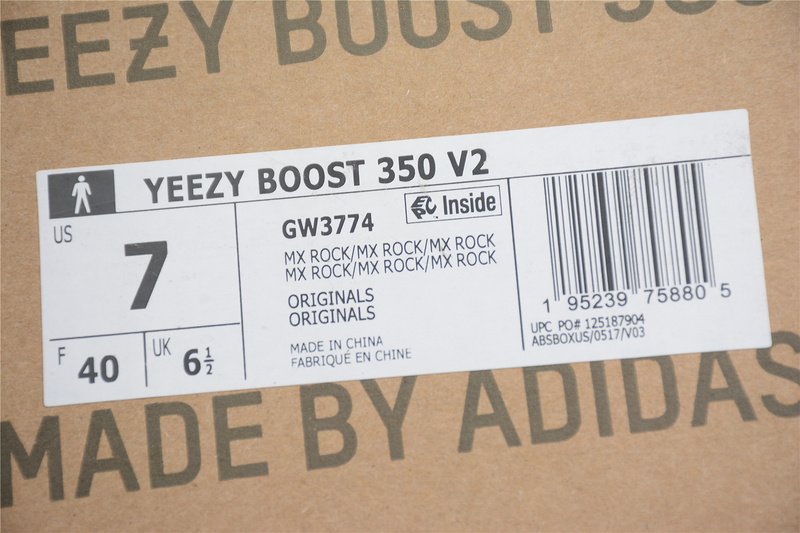 EEZY BOOST 350
YEEZY BOOST 350 V2
US
7
F
40
UK
6½
GW3774
Inside
MX ROCK/MX ROCK/MX ROCK
MX ROCK/MX ROCK/MX ROCK
ORIGINALS
ORIGINALS
MADE IN CHINA
FABRIQUÉ EN CHINE
1 95239 75880 5
UPC PO# 125187904
ABSBOXUS/0517/V03
MADE BY ADIDAS